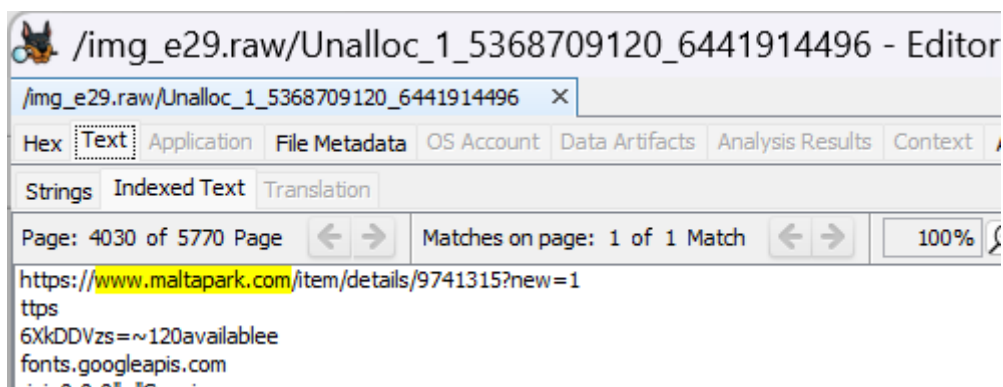 /img_e29.raw/Unalloc_1_5368709120_6441914496 - Editor
/img_e29.raw/Unalloc_1_5368709120_6441914496 ×
Hex Text Application File Metadata OS Account Data Artifacts Analysis Results Context
Strings Indexed Text Translation
Page: 4030 of 5770 Page Matches on page: 1 of 1 Match 100%
https://www.maltapark.com/item/details/9741315?new=1
ttps
6XkDDVzs=~120availablee
fonts.googleapis.com